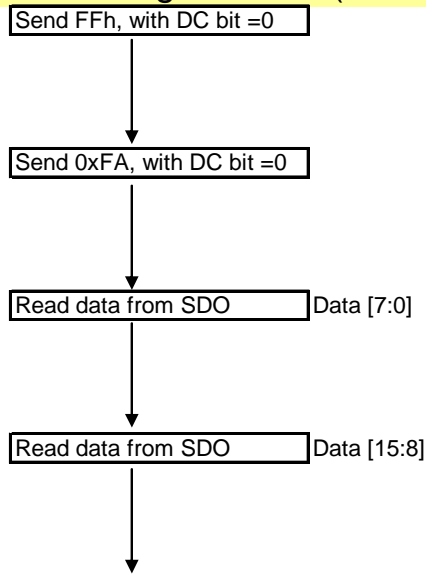 Send FFh, with DC bit =0
Send 0xFA, with DC bit =0
Read data from SDO Data [7:0]
Read data from SDO Data [15:8]